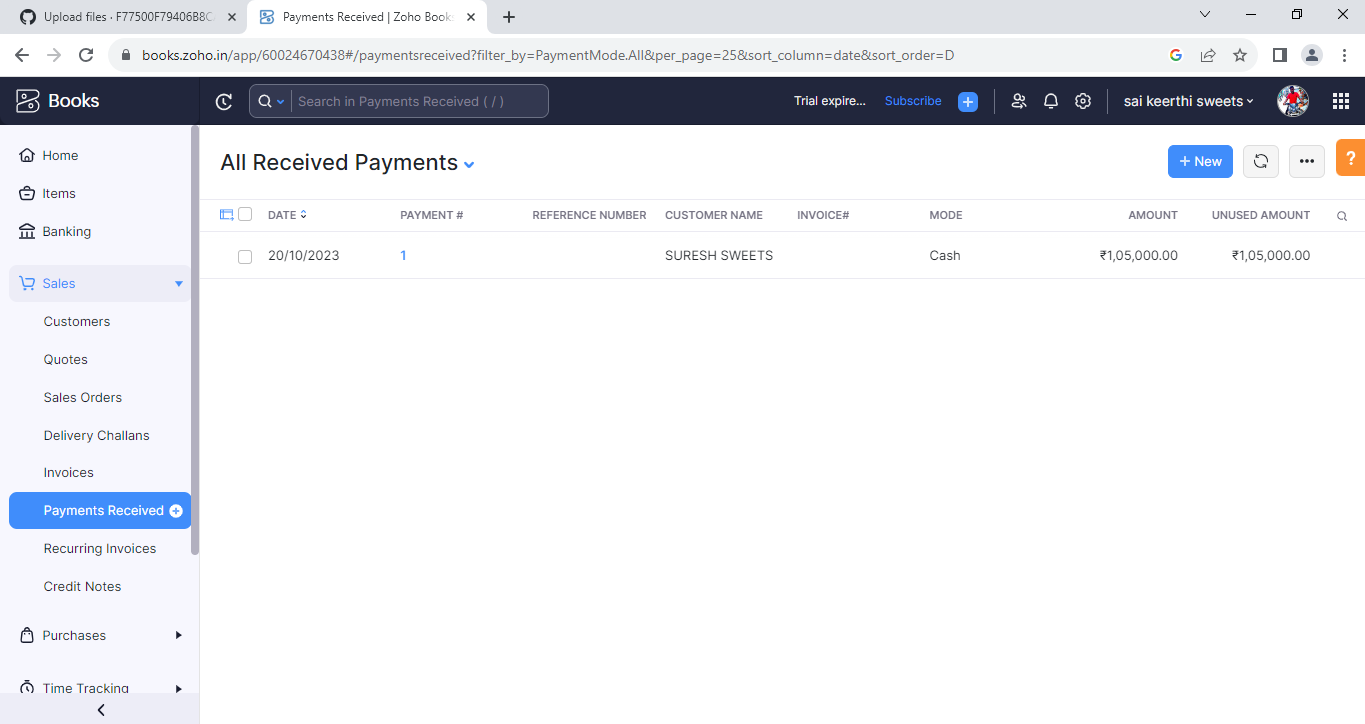 Upload files · F77500F79406B8C
Payments Received | Zoho Books
books.zoho.in/app/60024670438#/paymentsreceived?filter_by=PaymentMode.All&per_page=25&sort_column=date&sort_order=D
Books
Search in Payments Received ( / )
Trial expire... Subscribe
sai keerthi sweets
Home
Items
Banking
Sales
Customers
Quotes
Sales Orders
Delivery Challans
Invoices
Payments Received
Recurring Invoices
Credit Notes
Purchases
Time Tracking
All Received Payments
+ New
?
DATE PAYMENT # REFERENCE NUMBER CUSTOMER NAME INVOICE# MODE AMOUNT UNUSED AMOUNT
20/10/2023 1 SURESH SWEETS Cash ₹1,05,000.00 ₹1,05,000.00